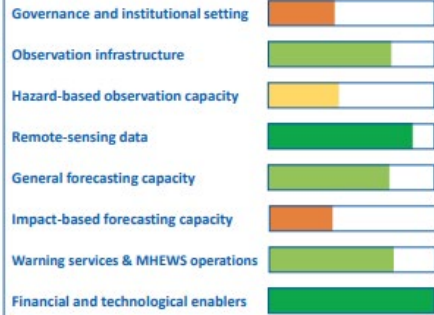 Governance and institutional setting
Observation infrastructure
Hazard-based observation capacity
Remote-sensing data
General forecasting capacity
Impact-based forecasting capacity
Warning services & MHEWS operations
Financial and technological enablers